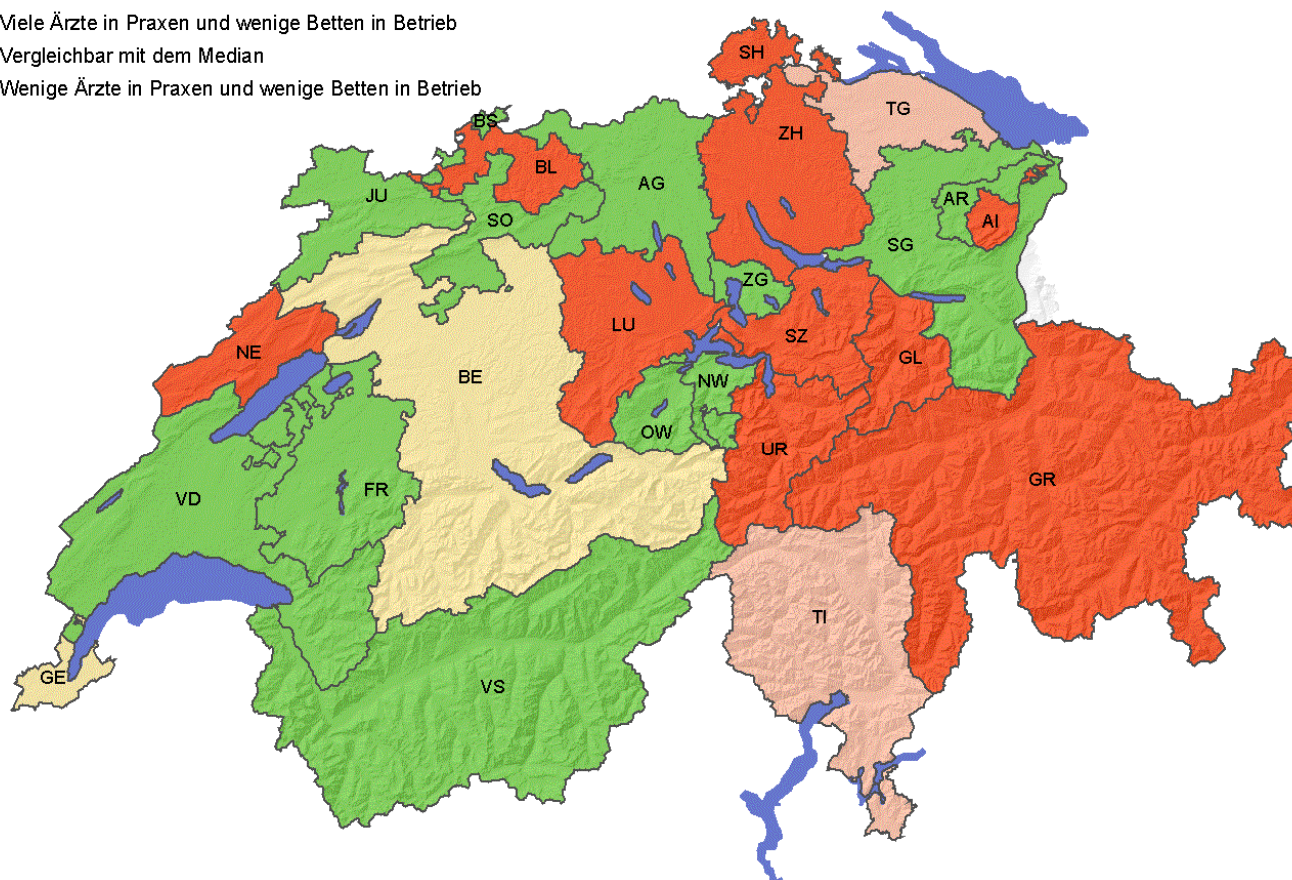 Viele Ärzte in Praxen und wenige Betten in Betrieb
Vergleichbar mit dem Median
Wenige Ärzte in Praxen und wenige Betten in Betrieb
SH
TG
BS
ZH
BL
AG
JU
AR
AI
SO
SG
ZG
LU
SZ
NE
GL
BE
NW
OW
UR
GR
FR
VD
TI
GE
VS